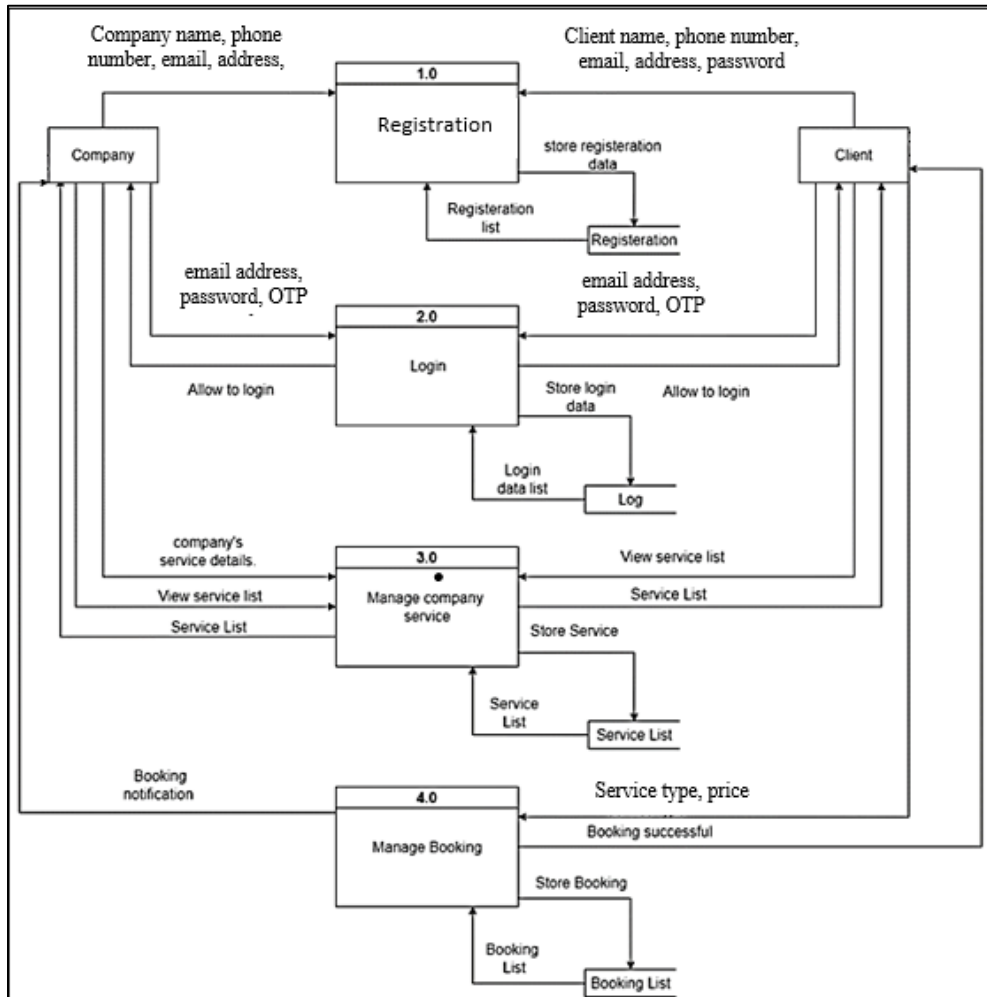 Company name, phone
number, email, address,
Client name, phone number,
email, address, password
1.0
Registration
Company
Client
store registeration
data
Registeration
list
Registeration
email address,
password, OTP
email address,
password, OTP
2.0
Login
Allow to login
Allow to login
Store login
data
Login
data list
Log
company's
service details.
View service list
Service List
3.0
Manage company
service
View service list
Service List
Store Service
Service
List
Service List
Booking
notification
4.0
Manage Booking
Service type, price
Booking successful
Store Booking
Booking
List
Booking List